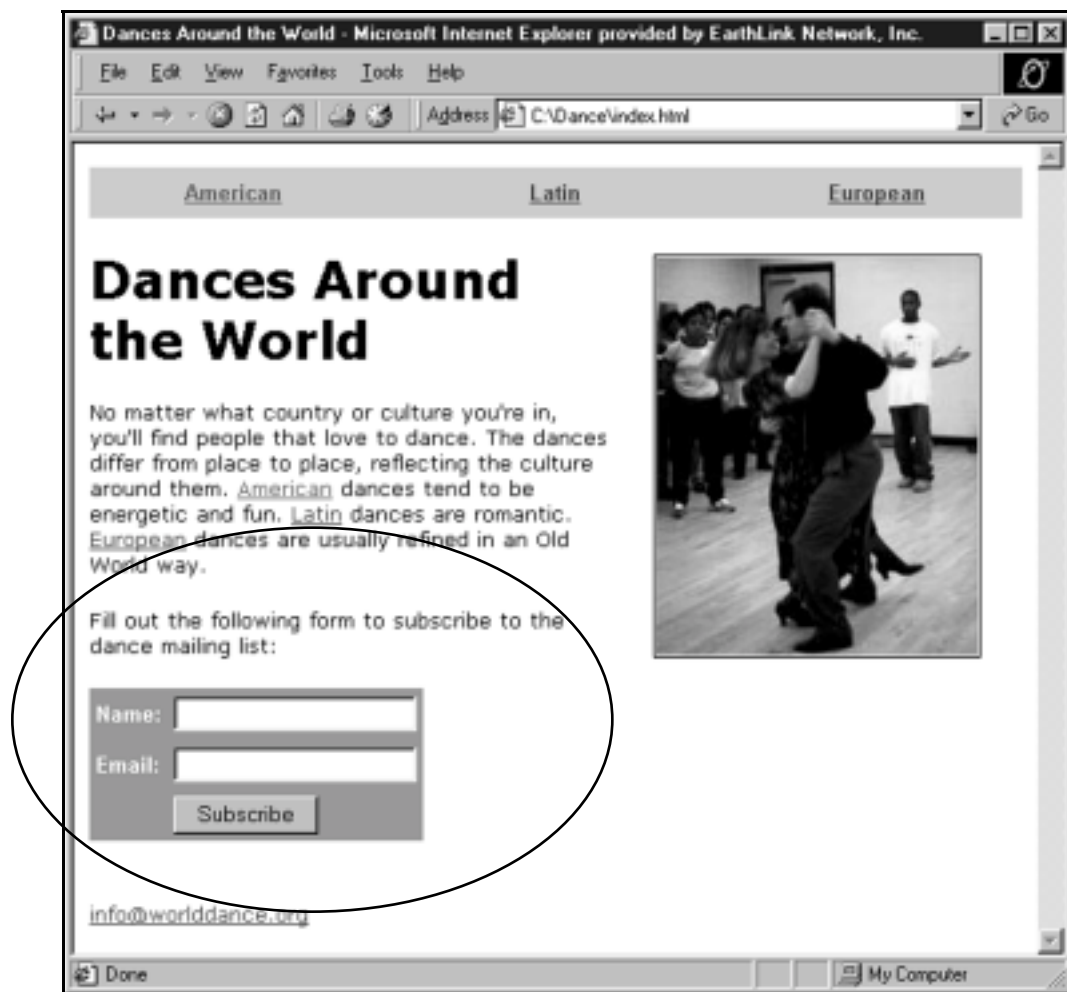 Dances Around the World - Microsoft Internet Explorer provided by EarthLink Network, Inc.
File Edit View Favorites Tools Help
Address C:\Dance\index.html Go
American Latin European
Dances Around
the World
No matter what country or culture you're in,
you'll find people that love to dance. The dances
differ from place to place, reflecting the culture
around them. American dances tend to be
energetic and fun. Latin dances are romantic.
European dances are usually refined in an Old
World way.
Fill out the following form to subscribe to the
dance mailing list:
Name:
Email:
Subscribe
info@worlddance.org
Done My Computer